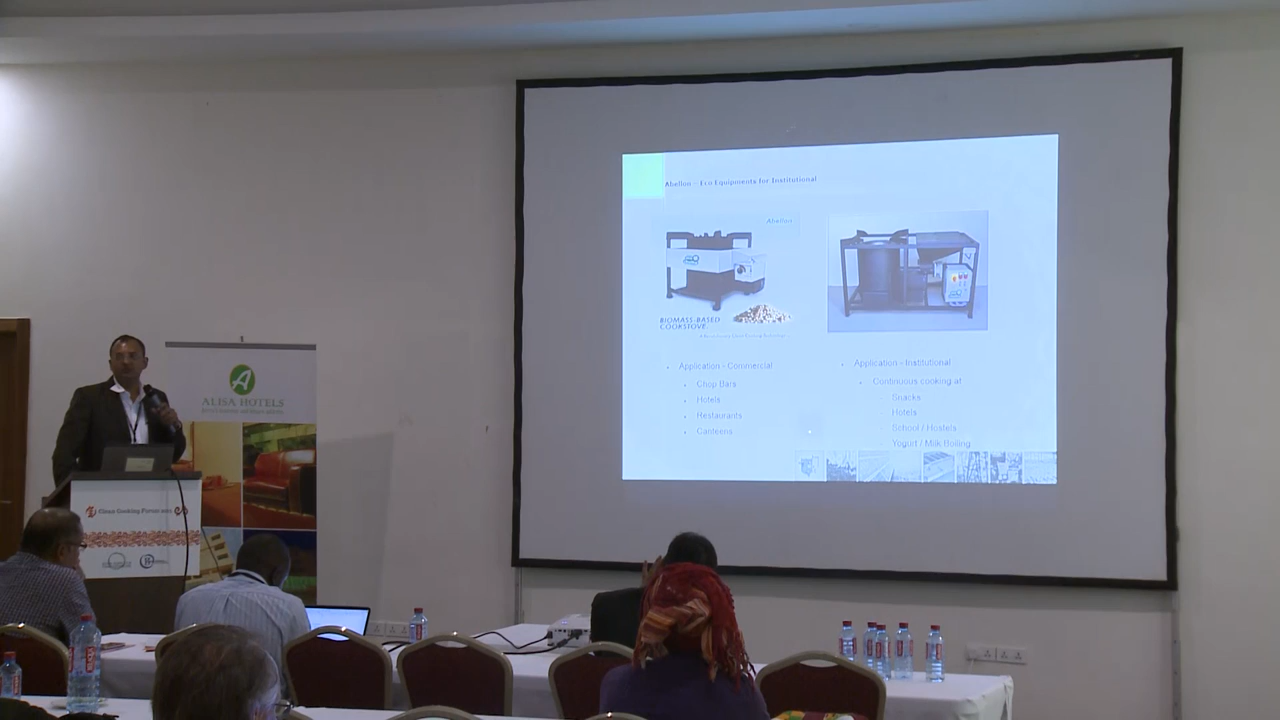 Abellon – Eco Equipments for Institutional
Abellon
BIOMASS-BASED
COOKSTOVE
Application - Commercial
Chop Bars
Hotels
Restaurants
Canteens
Application - Institutional
Continuous cooking at
Snacks
Hotels
School / Hostels
Yogurt / Milk Boiling
A
ALISA HOTELS
Clean Cooking Forum 2015